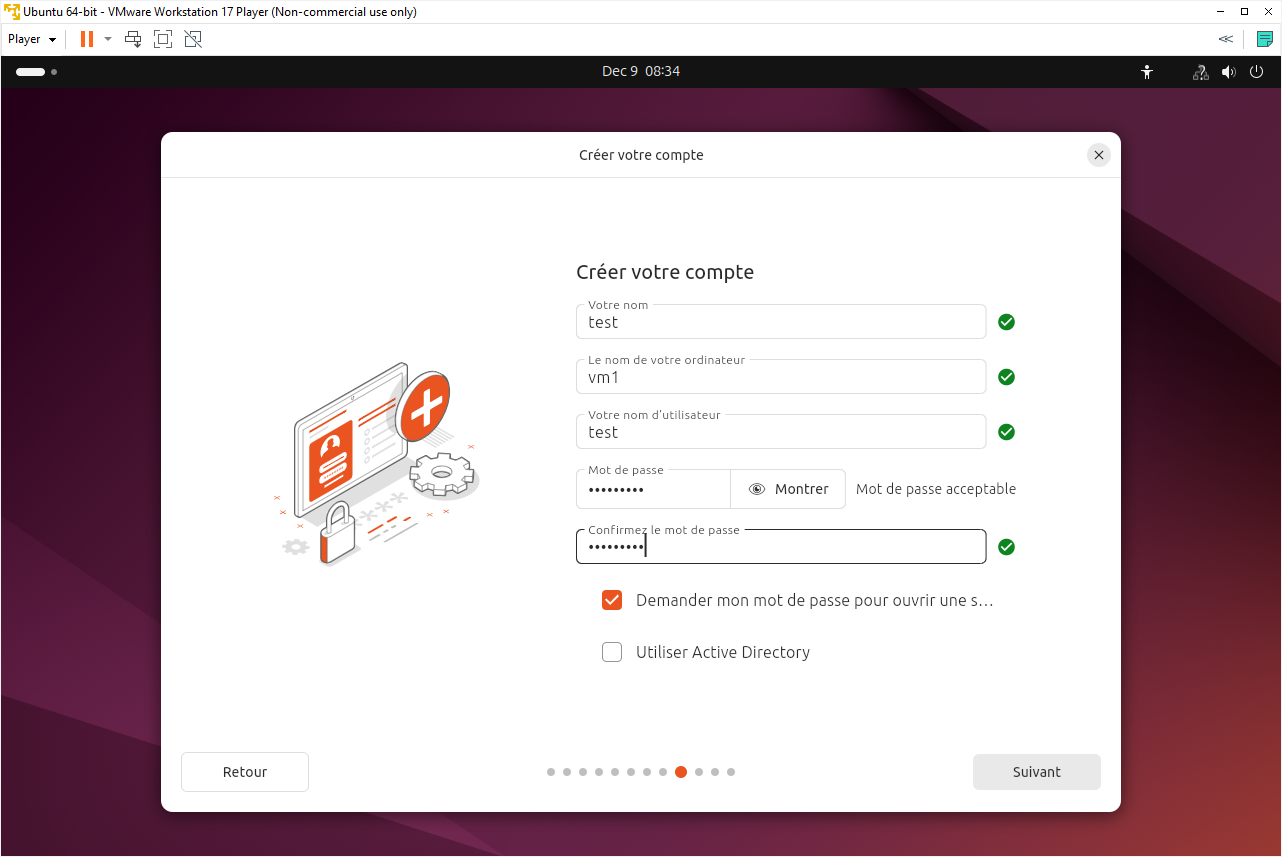 Ubuntu 64-bit - VMware Workstation 17 Player (Non-commercial use only)
Player
Dec 9 08:34
Créer votre compte
Créer votre compte
Votre nom
test
Le nom de votre ordinateur
vm1
Votre nom d'utilisateur
test
Mot de passe
•••••••••
Montrer
Mot de passe acceptable
Confirmez le mot de passe
•••••••••
Demander mon mot de passe pour ouvrir une s…
Utiliser Active Directory
Retour
Suivant